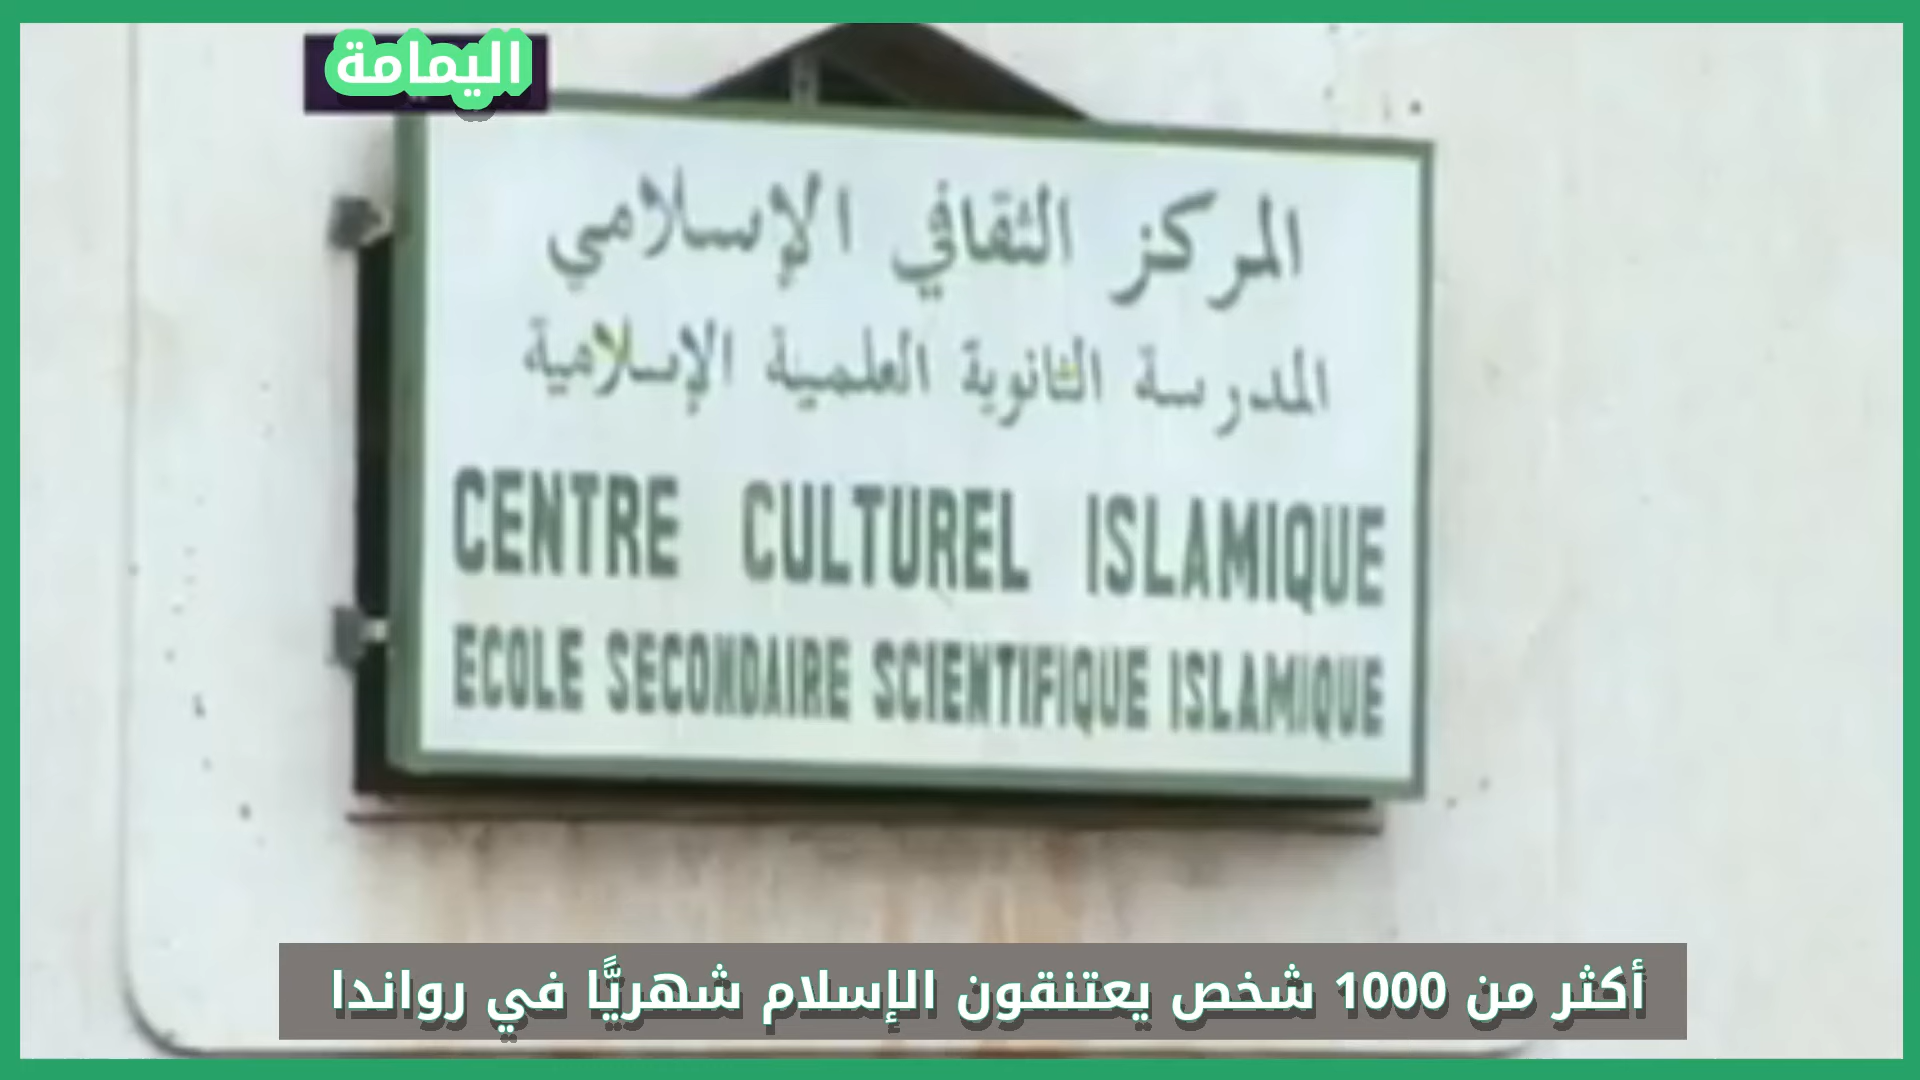 اليمامة
المركز الثقافي الإسلامي
المدرسة الثانوية العلمية الإسلامية
CENTRE CULTUREL ISLAMIQUE
ECOLE SECONDAIRE SCIENTIFIQUE ISLAMIQUE
أكثر من 1000 شخص يعتنقون الإسلام شهريًّا في رواندا